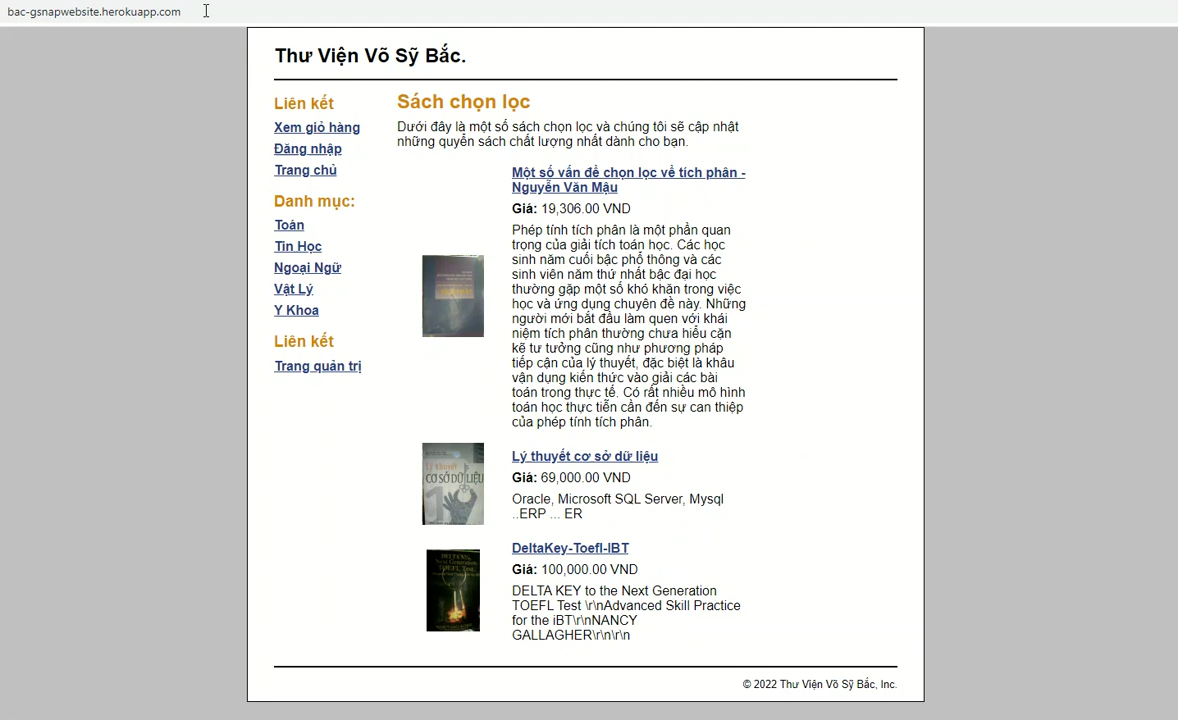 bac-gsnapwebsite.herokuapp.com
Thư Viện Võ Sỹ Bắc.
Liên kết
Xem giỏ hàng
Đăng nhập
Trang chủ
Danh mục:
Toán
Tin Học
Ngoại Ngữ
Vật Lý
Y Khoa
Liên kết
Trang quản trị
Sách chọn lọc
Dưới đây là một số sách chọn lọc và chúng tôi sẽ cập nhật
những quyển sách chất lượng nhất dành cho bạn.
Một số vấn đề chọn lọc về tích phân -
Nguyễn Văn Mậu
Giá: 19,306.00 VND
Phép tính tích phân là một phần quan
trọng của giải tích toán học. Các học
sinh năm cuối bậc phổ thông và các
sinh viên năm thứ nhất bậc đại học
thường gặp một số khó khăn trong việc
học và ứng dụng chuyên đề này. Những
người mới bắt đầu làm quen với khái
niệm tích phân thường chưa hiểu cặn
kẽ tư tưởng cũng như phương pháp
tiếp cận của lý thuyết, đặc biệt là khâu
vận dụng kiến thức vào giải các bài
toán trong thực tế. Có rất nhiều mô hình
toán học thực tiễn cần đến sự can thiệp
của phép tính tích phân.
Lý thuyết
CƠ SỞ DỮ LIỆU
1
Lý thuyết cơ sở dữ liệu
Giá: 69,000.00 VND
Oracle, Microsoft SQL Server, Mysql
..ERP ... ER
DeltaKey-Toefl-IBT
Giá: 100,000.00 VND
DELTA KEY to the Next Generation
TOEFL Test \r\nAdvanced Skill Practice
for the iBT\r\nNANCY
GALLAGHER\r\n\r\n
© 2022 Thư Viện Võ Sỹ Bắc, Inc.